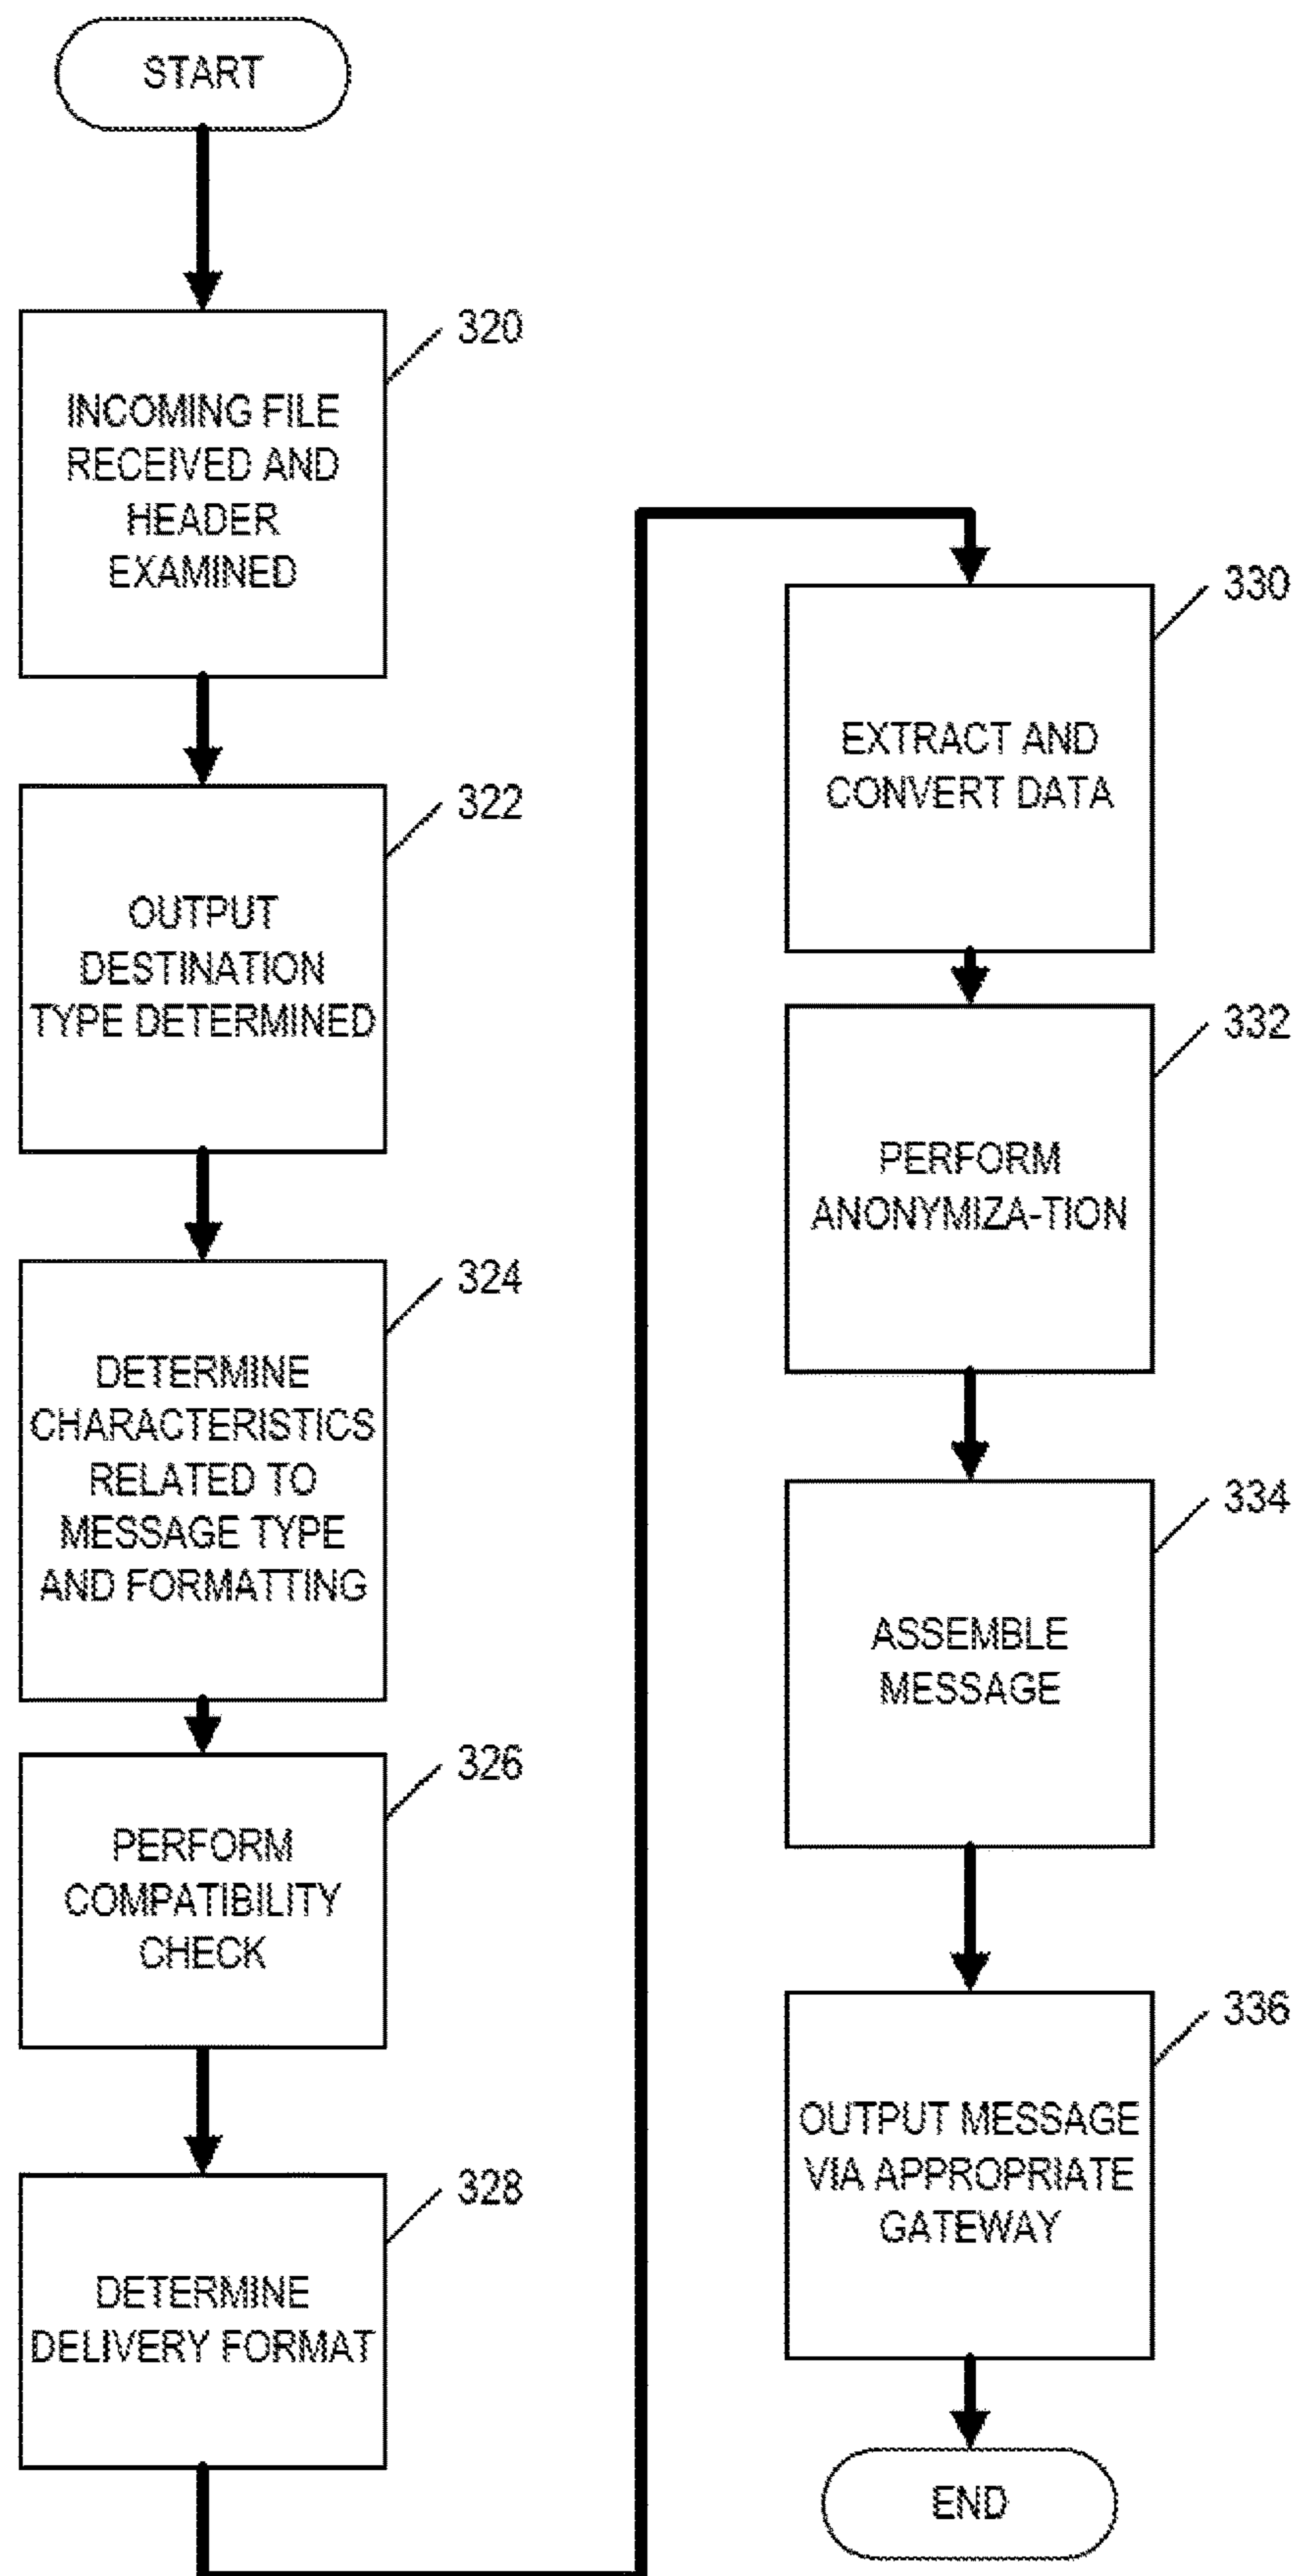 START
320
INCOMING FILE
RECEIVED AND
HEADER
EXAMINED
322
OUTPUT
DESTINATION
TYPE DETERMINED
324
DETERMINE
CHARACTERISTICS
RELATED TO
MESSAGE TYPE
AND FORMATTING
326
PERFORM
COMPATIBILITY
CHECK
328
DETERMINE
DELIVERY FORMAT
330
EXTRACT AND
CONVERT DATA
332
PERFORM
ANONYMIZA-TION
334
ASSEMBLE
MESSAGE
336
OUTPUT MESSAGE
VIA APPROPRIATE
GATEWAY
END